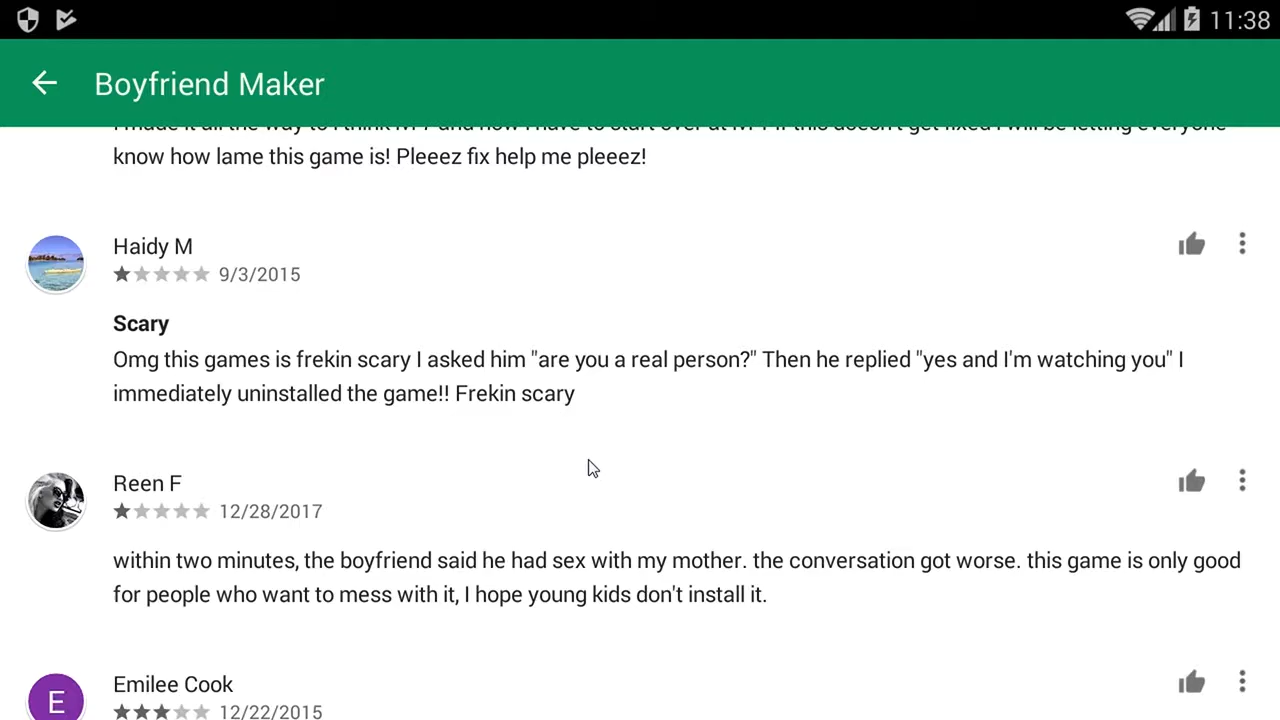 11:38
Boyfriend Maker
know how lame this game is! Pleeez fix help me pleeez!
Haidy M
9/3/2015
Scary
Omg this games is frekin scary I asked him "are you a real person?" Then he replied "yes and I'm watching you" I
immediately uninstalled the game!! Frekin scary
Reen F
12/28/2017
within two minutes, the boyfriend said he had sex with my mother. the conversation got worse. this game is only good
for people who want to mess with it, I hope young kids don't install it.
E
Emilee Cook
12/22/2015